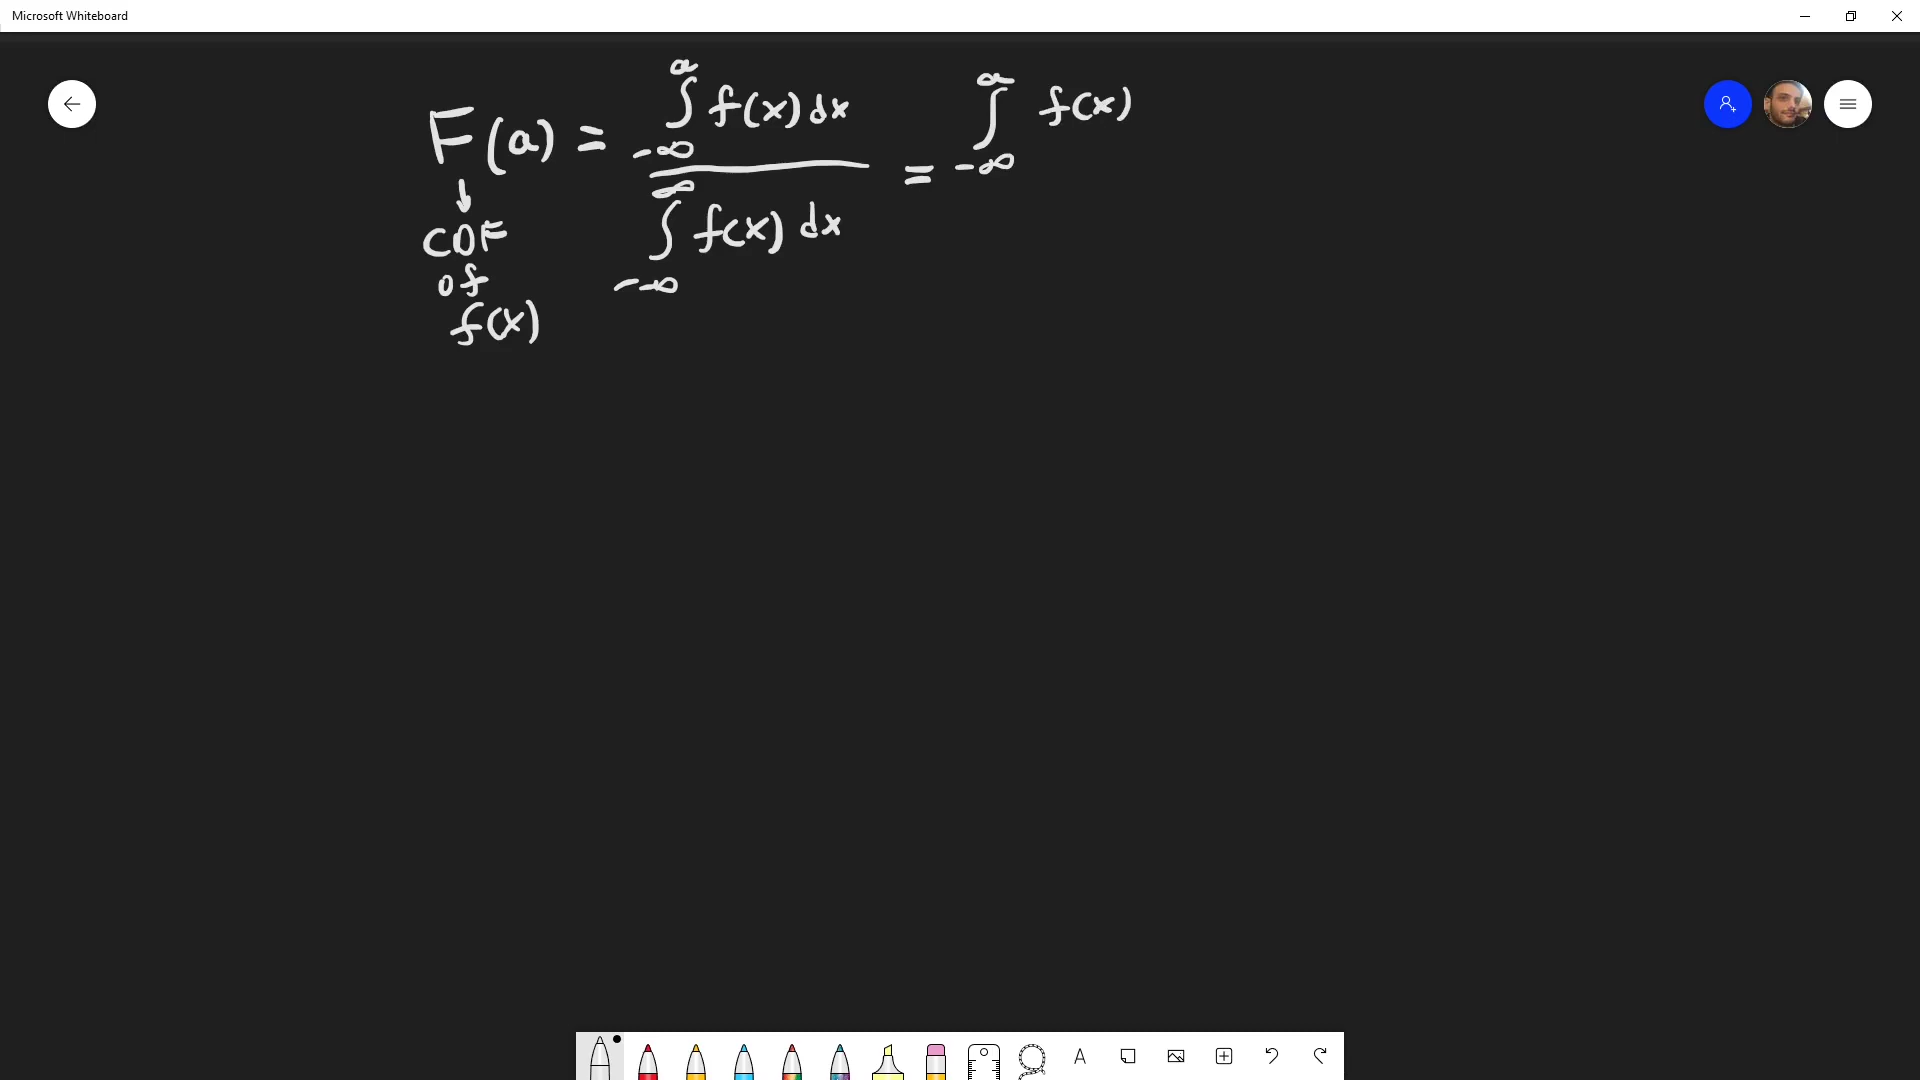 Microsoft Whiteboard
F(a) = ∫_{-∞}^{a} f(x) dx / ∫_{-∞}^{∞} f(x) dx = ∫_{-∞}^{a} f(x)
↓
CDF
of
f(x)
A